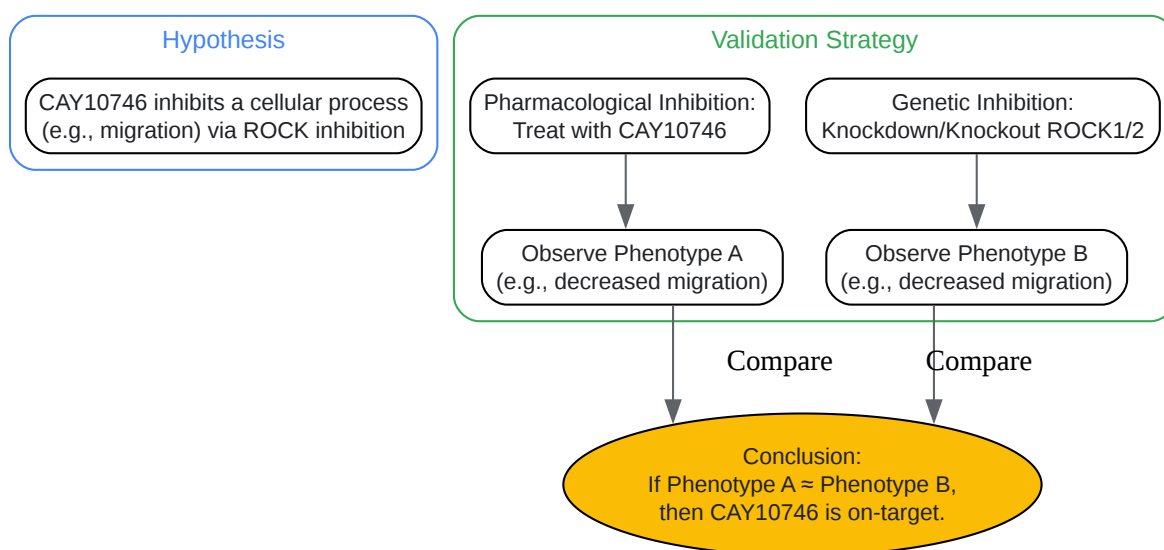 Hypothesis
CAY10746 inhibits a cellular process
(e.g., migration) via ROCK inhibition
Validation Strategy
Pharmacological Inhibition:
Treat with CAY10746
Genetic Inhibition:
Knockdown/Knockout ROCK1/2
Observe Phenotype A
(e.g., decreased migration)
Observe Phenotype B
(e.g., decreased migration)
Compare
Compare
Conclusion:
If Phenotype A ≈ Phenotype B,
then CAY10746 is on-target.